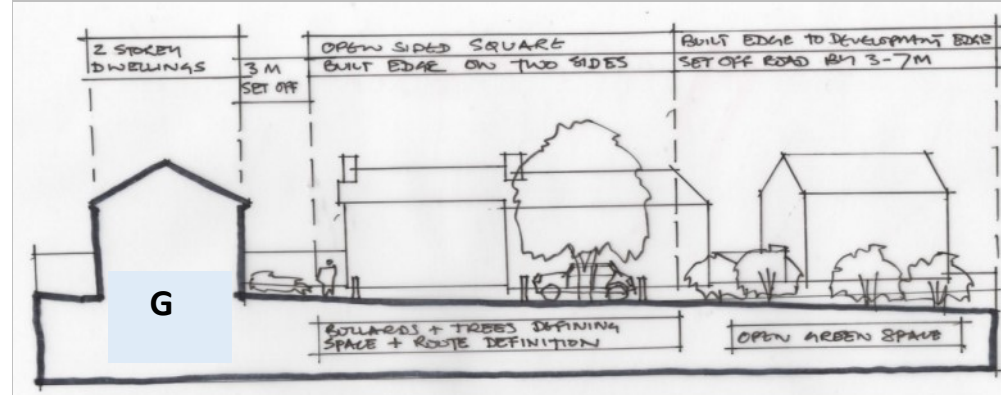 2 STOREY
DWELLINGS
3 M
SET OFF
OPEN SIDED SQUARE
BUILT EDGE ON TWO SIDES
BUILT EDGE TO DEVELOPMENT EDGE
SET OFF ROAD BY 3-7M
G
BOLLARDS + TREES DEFINING
SPACE + ROUTE DEFINITION
OPEN GREEN SPACE